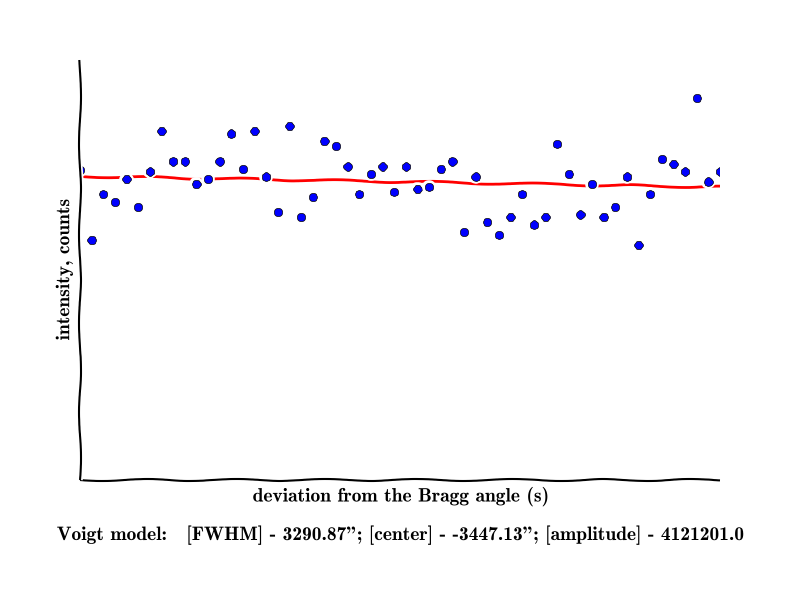 intensity, counts
deviation from the Bragg angle (s)
Voigt model: [FWHM] - 3290.87”; [center] - -3447.13”; [amplitude] - 4121201.0